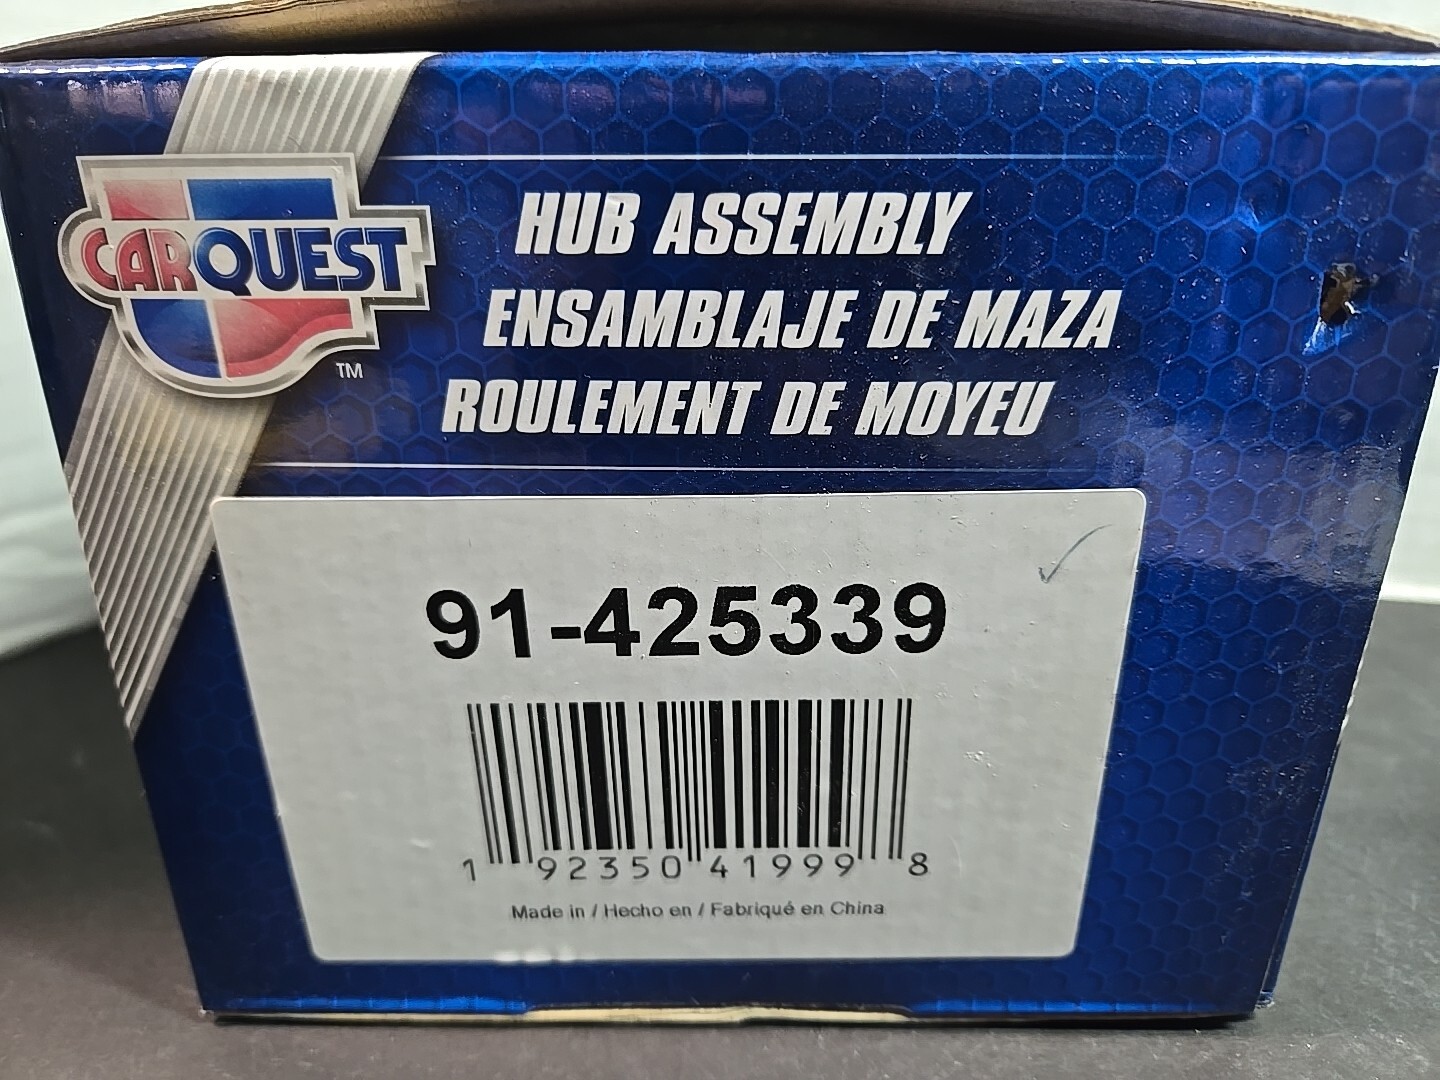 CARQUEST
TM
HUB ASSEMBLY
ENSAMBLAJE DE MAZA
ROULEMENT DE MOYEU
91-425339
1 92350 41999 8
Made in / Hecho en / Fabriqué en China